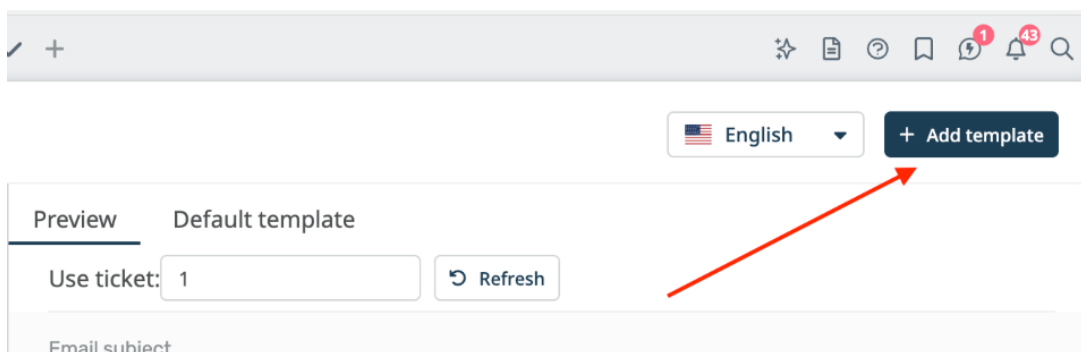 1
43
English
+ Add template
Preview
Default template
Use ticket: 1
Refresh
Email subject